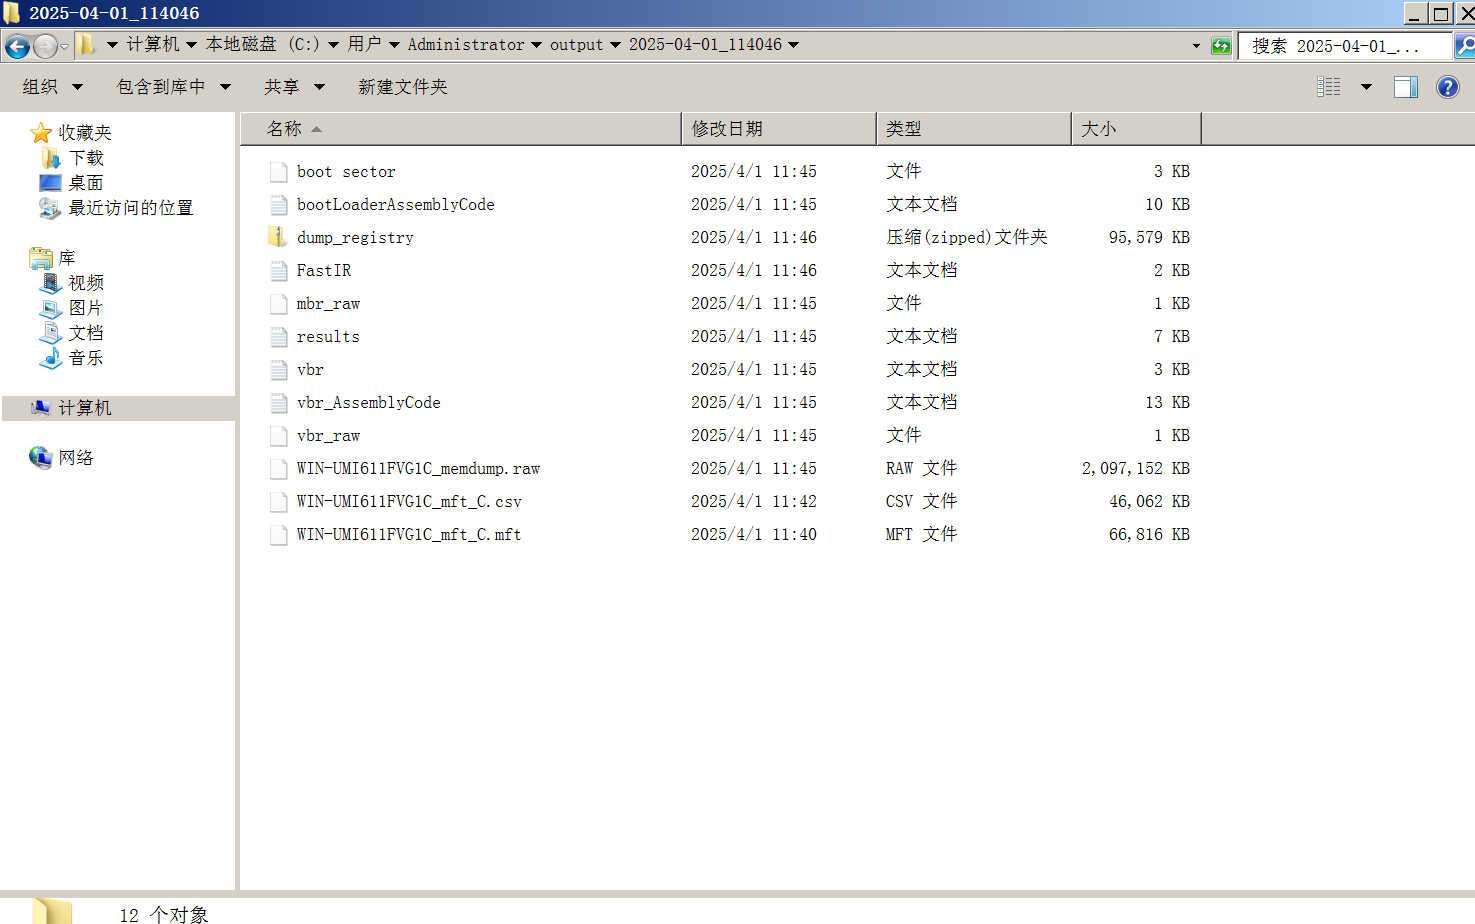 2025-04-01_114046
计算机 本地磁盘 (C:) 用户 Administrator output 2025-04-01_114046 搜索 2025-04-01_...
组织 包含到库中 共享 新建文件夹
收藏夹
下载
桌面
最近访问的位置
库
视频
图片
文档
音乐
计算机
网络
名称 修改日期 类型 大小
boot sector 2025/4/1 11:45 文件 3 KB
bootLoaderAssemblyCode 2025/4/1 11:45 文本文档 10 KB
dump_registry 2025/4/1 11:46 压缩(zipped)文件夹 95,579 KB
FastIR 2025/4/1 11:46 文本文档 2 KB
mbr_raw 2025/4/1 11:45 文件 1 KB
results 2025/4/1 11:45 文本文档 7 KB
vbr 2025/4/1 11:45 文本文档 3 KB
vbr_AssemblyCode 2025/4/1 11:45 文本文档 13 KB
vbr_raw 2025/4/1 11:45 文件 1 KB
WIN-UMI611FVG1C_memdump.raw 2025/4/1 11:45 RAW 文件 2,097,152 KB
WIN-UMI611FVG1C_mft_C.csv 2025/4/1 11:42 CSV 文件 46,062 KB
WIN-UMI611FVG1C_mft_C.mft 2025/4/1 11:40 MFT 文件 66,816 KB
12 个对象